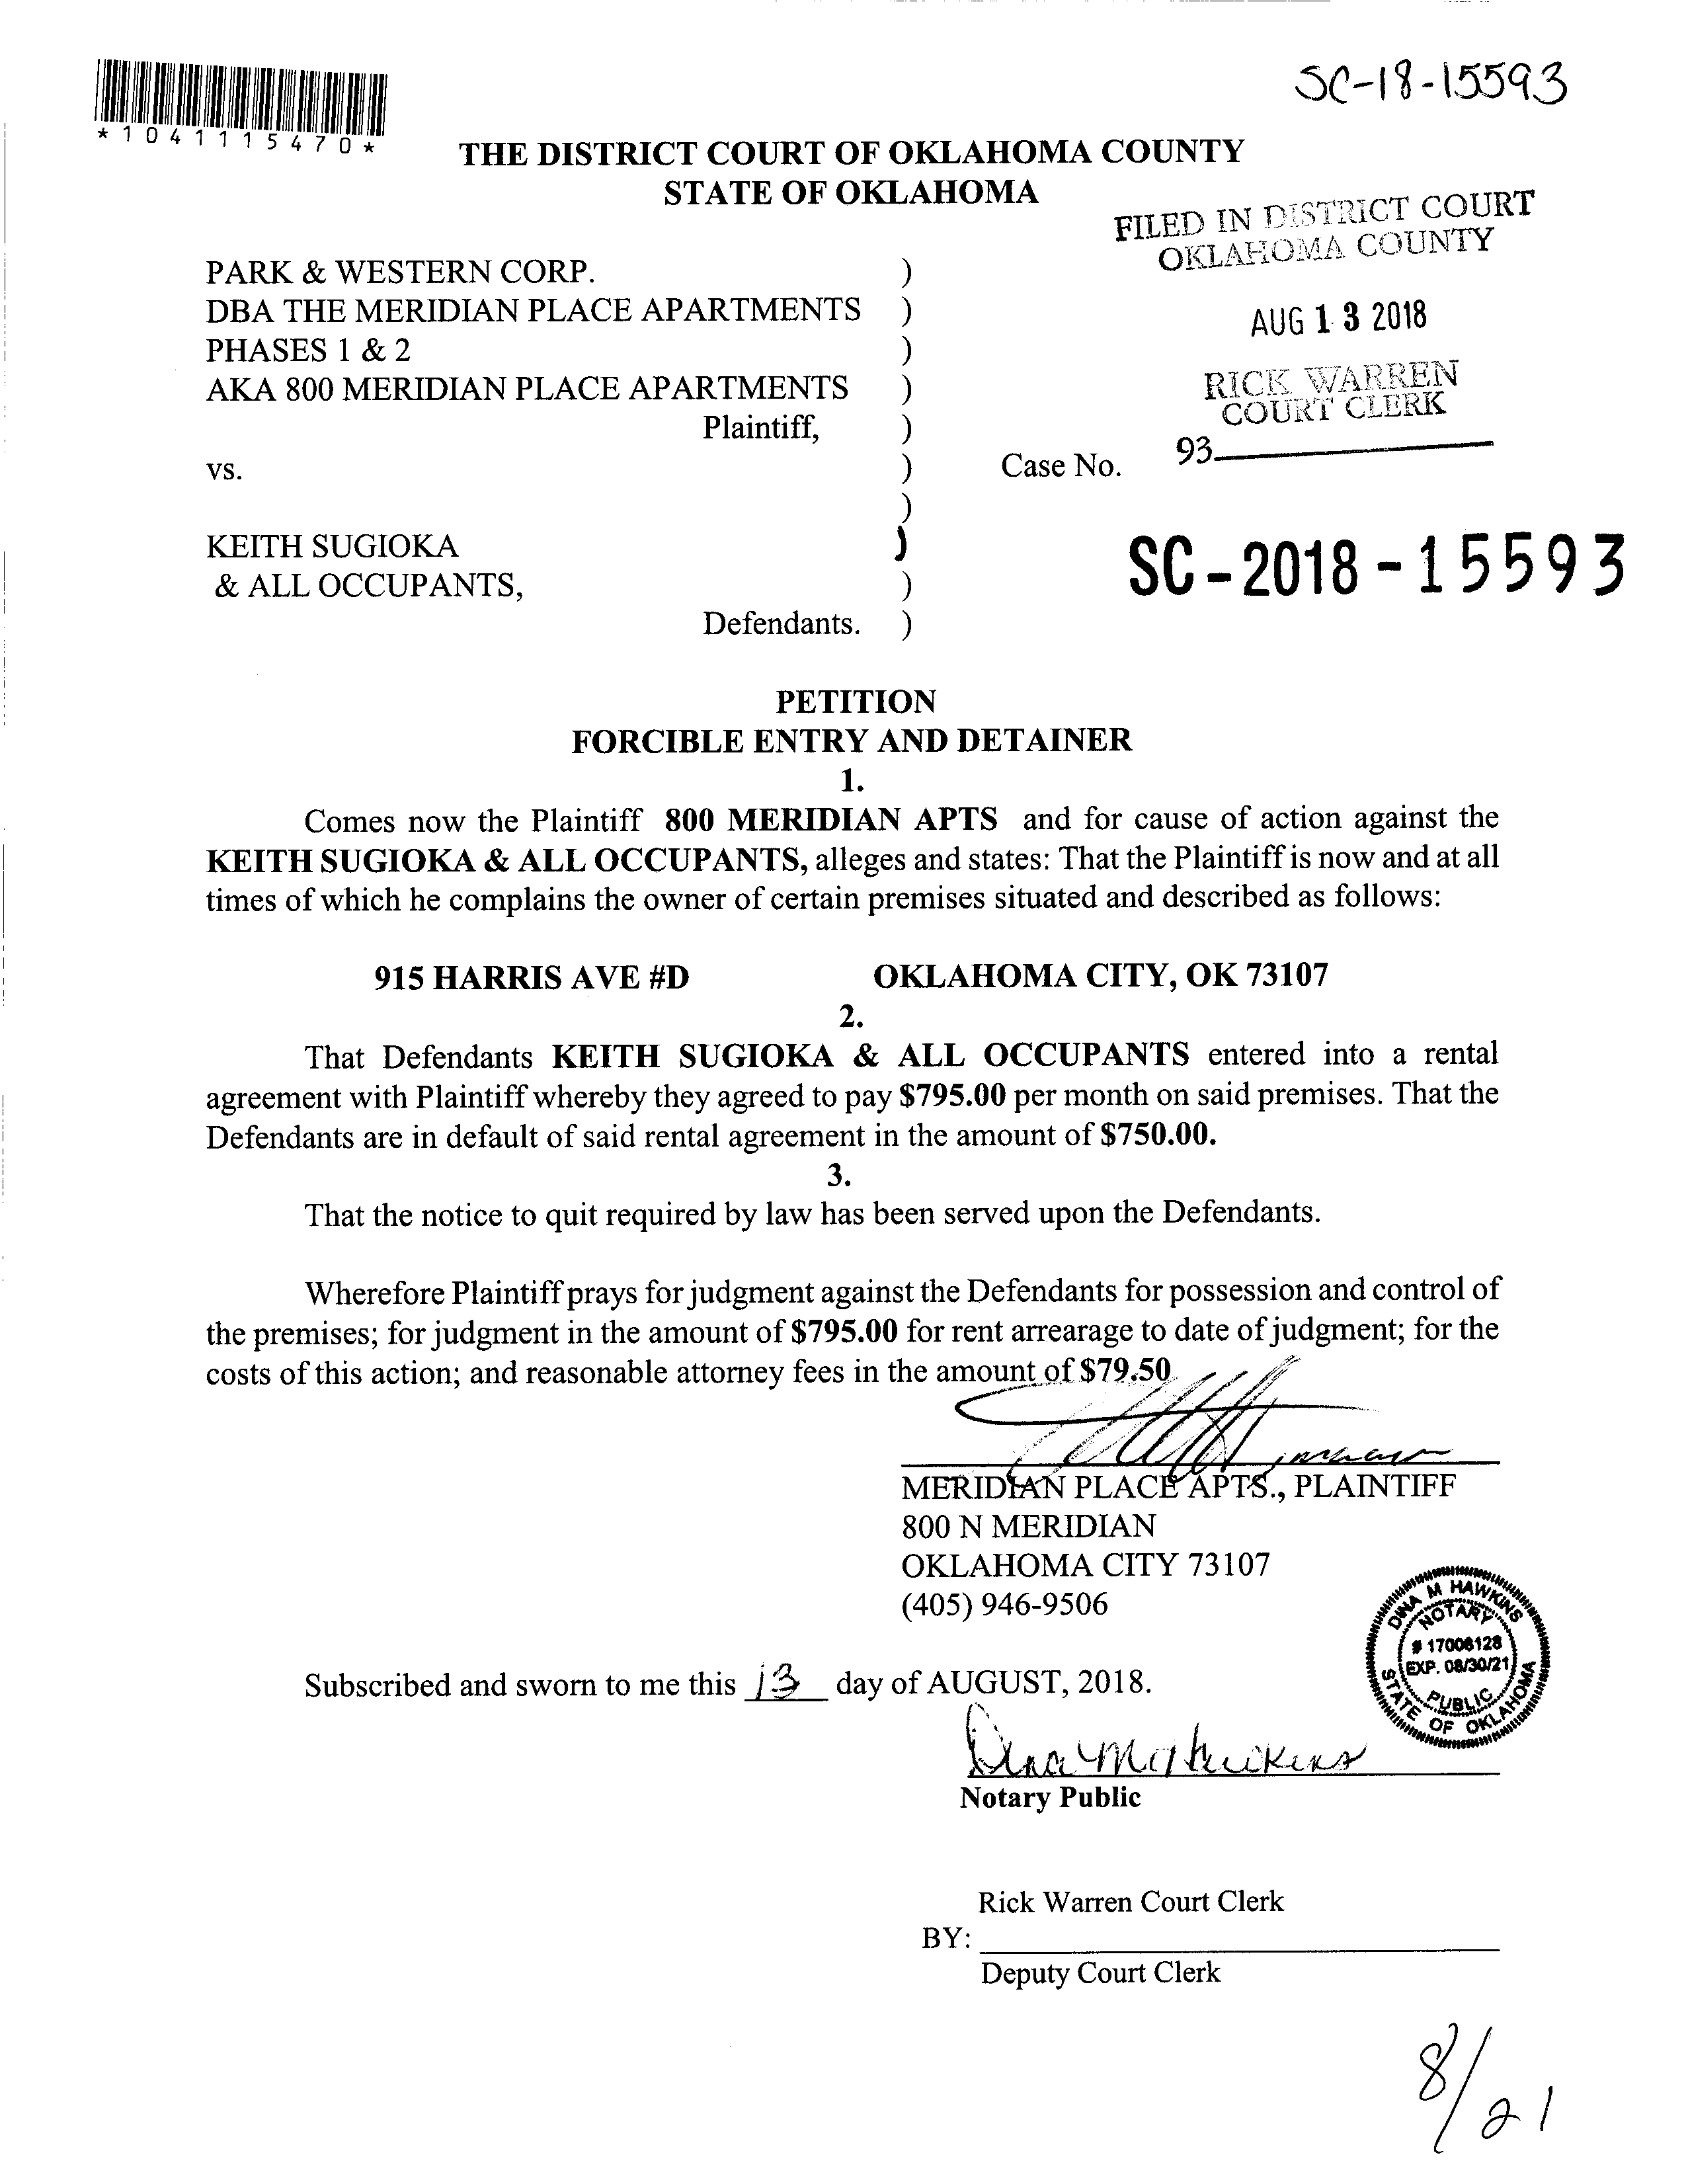 SC-18-15593
*1041115470*
THE DISTRICT COURT OF OKLAHOMA COUNTY
STATE OF OKLAHOMA
FILED IN DISTRICT COURT
OKLAHOMA COUNTY
PARK & WESTERN CORP. )
DBA THE MERIDIAN PLACE APARTMENTS )
AUG 13 2018
PHASES 1 & 2 )
AKA 800 MERIDIAN PLACE APARTMENTS )
RICK WARREN
COURT CLERK
Plaintiff, )
93
vs. ) Case No.
)
KEITH SUGIOKA )
SC-2018-15593
& ALL OCCUPANTS, )
Defendants. )
PETITION
FORCIBLE ENTRY AND DETAINER
1.
Comes now the Plaintiff 800 MERIDIAN APTS and for cause of action against the
KEITH SUGIOKA & ALL OCCUPANTS, alleges and states: That the Plaintiff is now and at all
times of which he complains the owner of certain premises situated and described as follows:
915 HARRIS AVE #D OKLAHOMA CITY, OK 73107
2.
That Defendants KEITH SUGIOKA & ALL OCCUPANTS entered into a rental
agreement with Plaintiff whereby they agreed to pay $795.00 per month on said premises. That the
Defendants are in default of said rental agreement in the amount of $750.00.
3.
That the notice to quit required by law has been served upon the Defendants.
Wherefore Plaintiff prays for judgment against the Defendants for possession and control of
the premises; for judgment in the amount of $795.00 for rent arrearage to date of judgment; for the
costs of this action; and reasonable attorney fees in the amount of $79.50
MERIDIAN PLACE APTS., PLAINTIFF
800 N MERIDIAN
OKLAHOMA CITY 73107
(405) 946-9506
DINA M HAWKINS
NOTARY
# 17008128
EXP. 08/30/21
PUBLIC
STATE OF OKLAHOMA
Subscribed and sworn to me this 13 day of AUGUST, 2018.
Dina M Hawkins
Notary Public
Rick Warren Court Clerk
BY:
Deputy Court Clerk
8/21